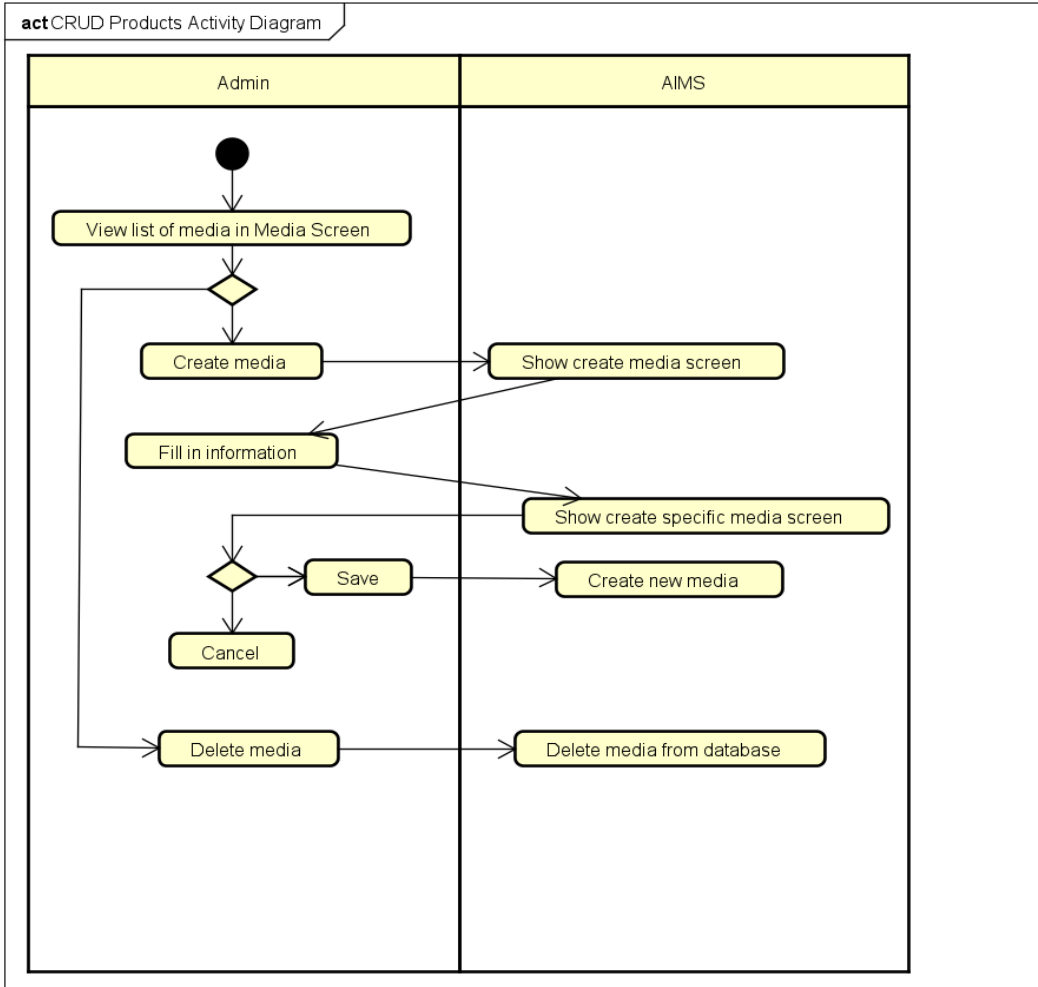 act CRUD Products Activity Diagram
Admin
AIMS
View list of media in Media Screen
Create media
Show create media screen
Fill in information
Show create specific media screen
Save
Create new media
Cancel
Delete media
Delete media from database